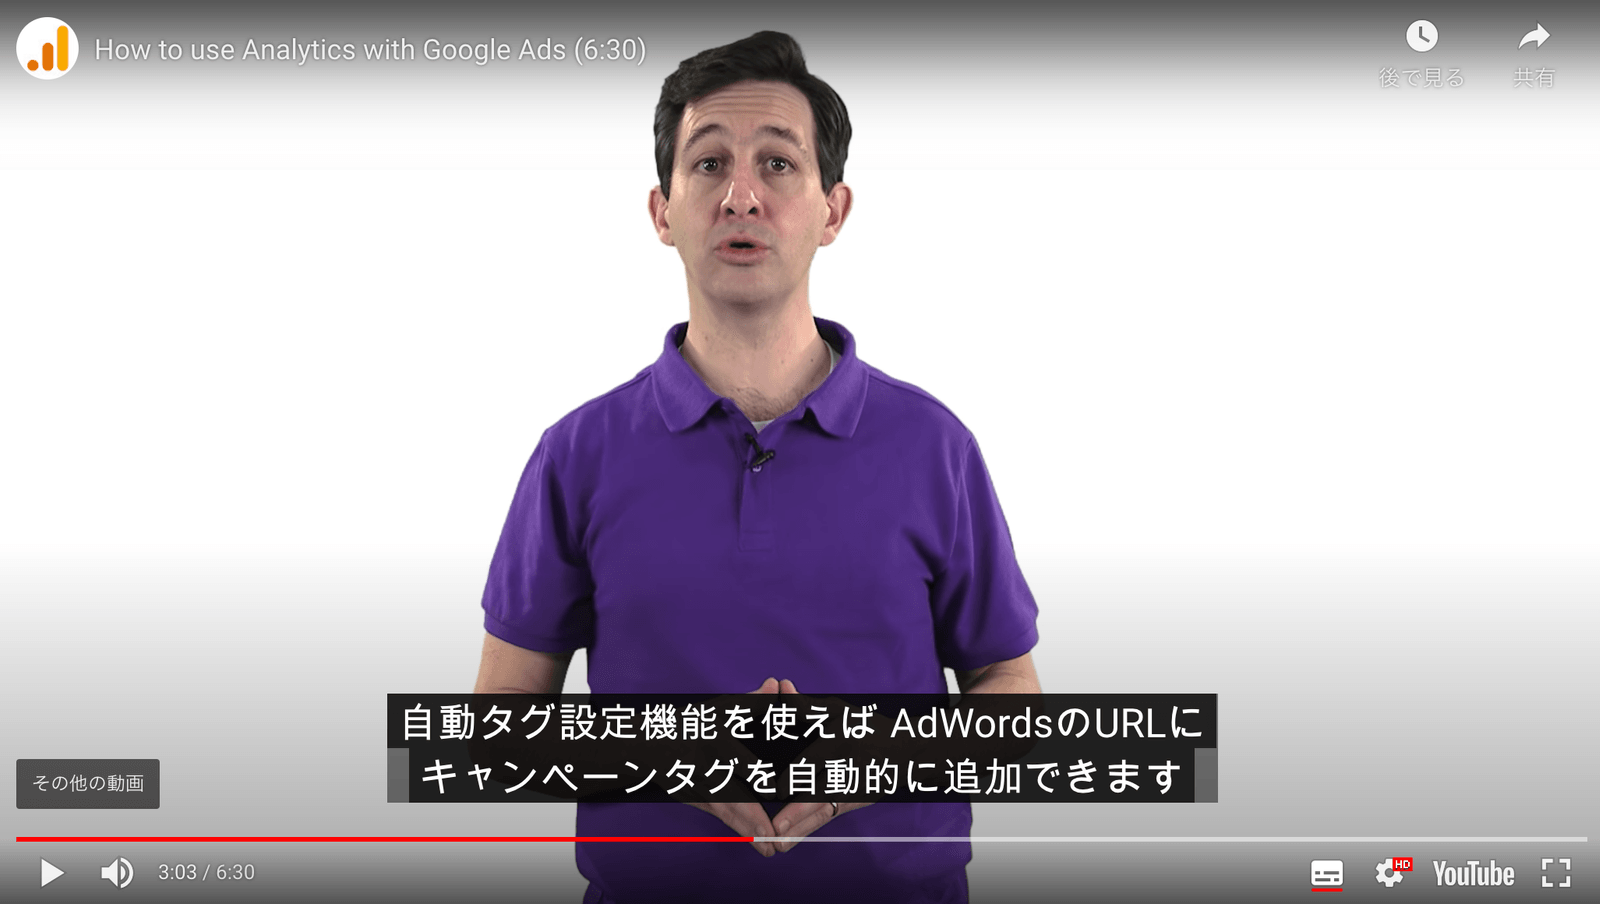 How to use Analytics with Google Ads (6:30)
後で見る
共有
自動タグ設定機能を使えば AdWordsのURLに
キャンペーンタグを自動的に追加できます
その他の動画
3:03 / 6:30
HD
YouTube